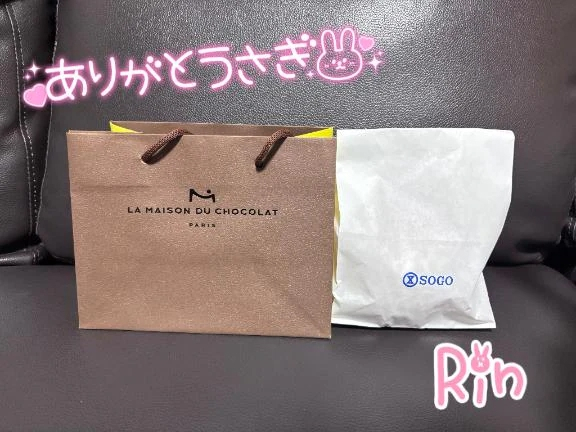 ありがとうさぎ
LA MAISON DU CHOCOLAT
PARIS
SOGO
Rin